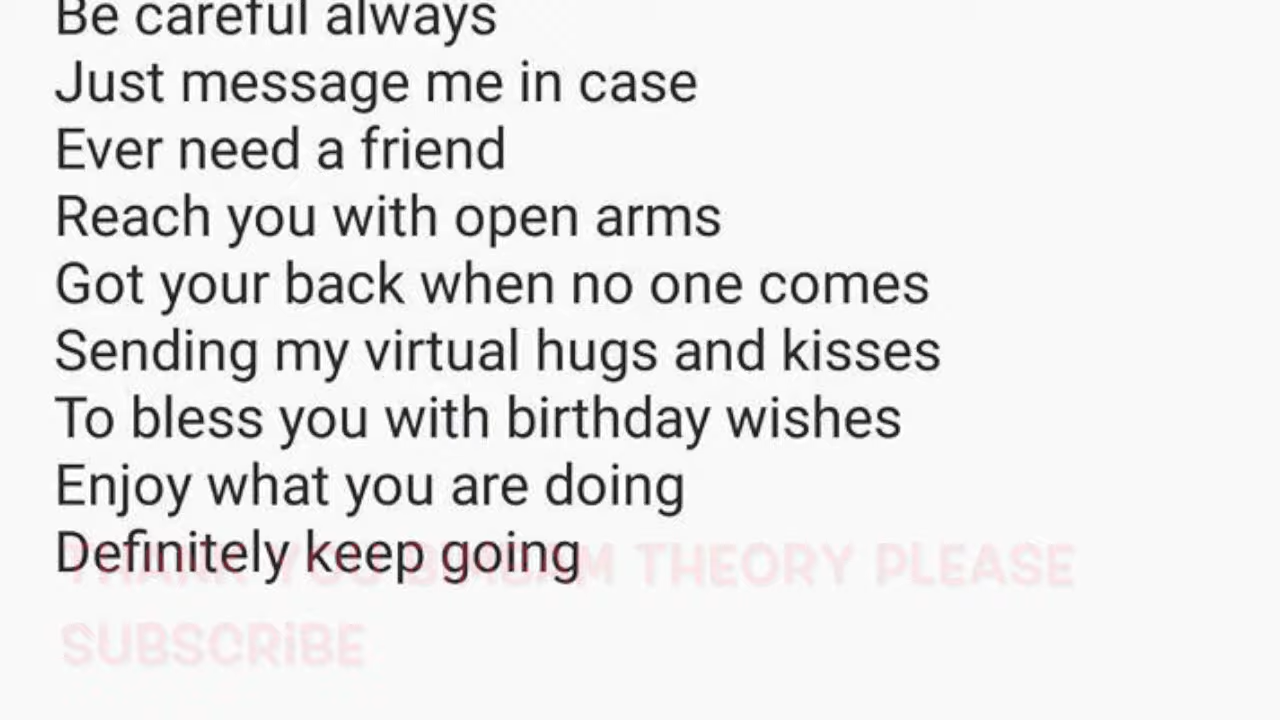 Be careful always
Just message me in case
Ever need a friend
Reach you with open arms
Got your back when no one comes
Sending my virtual hugs and kisses
To bless you with birthday wishes
Enjoy what you are doing
Definitely keep going
THANK YOU THEORY PLEASE
SUBSCRiBE